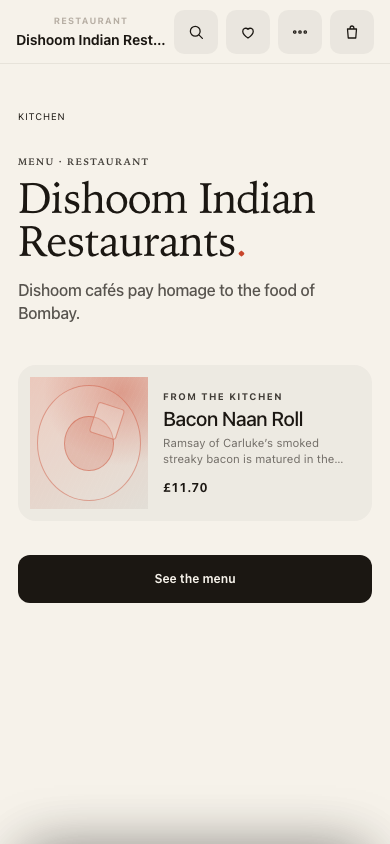 RESTAURANT
Dishoom Indian Rest...
KITCHEN
MENU · RESTAURANT
Dishoom Indian
Restaurants.
Dishoom cafés pay homage to the food of
Bombay.
FROM THE KITCHEN
Bacon Naan Roll
Ramsay of Carluke's smoked
streaky bacon is matured in the...
£11.70
See the menu